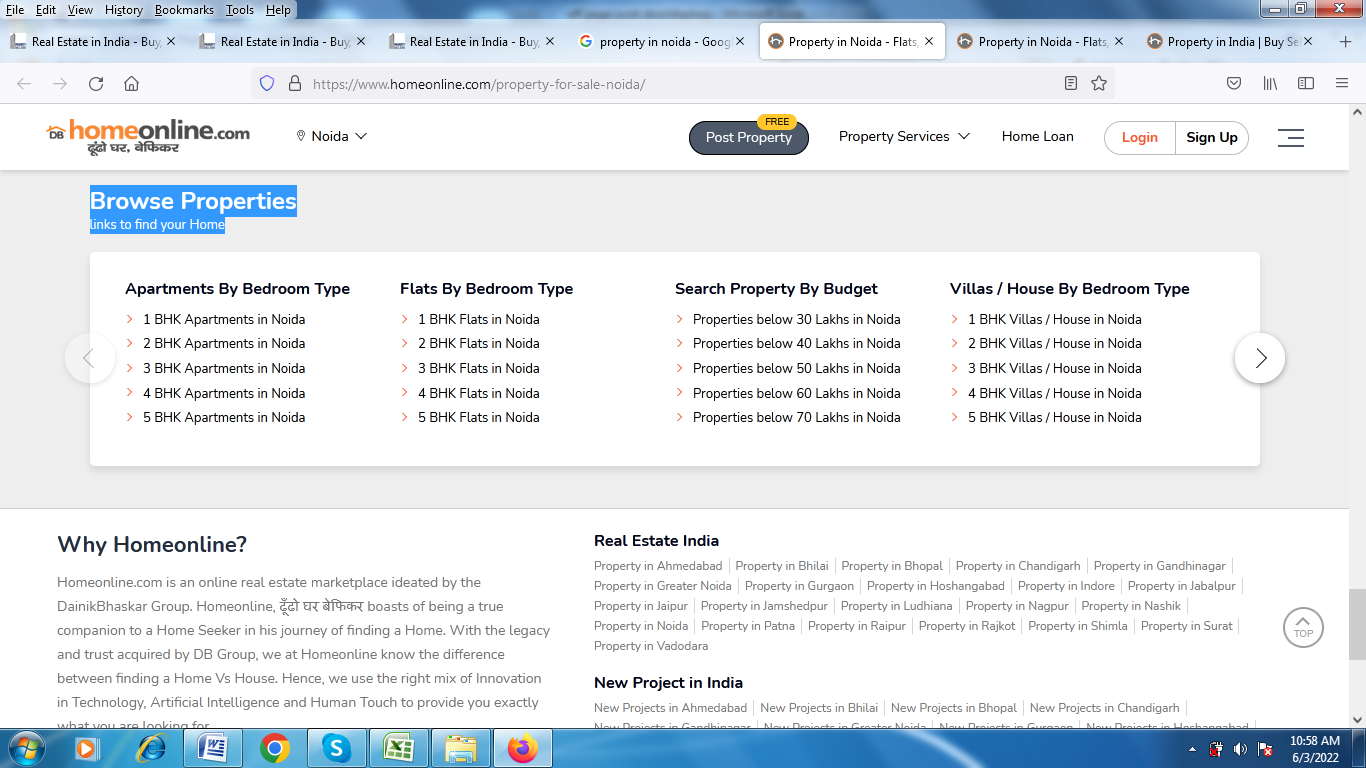 File Edit View History Bookmarks Tools Help
Real Estate in India - Buy,
Real Estate in India - Buy,
Real Estate in India - Buy,
property in noida - Goog
Property in Noida - Flats,
Property in Noida - Flats,
Property in India | Buy Se
https://www.homeonline.com/property-for-sale-noida/
DB homeonline.com
ढूंढो घर, बेफिकर
Noida
FREE
Post Property
Property Services
Home Loan
Login
Sign Up
Browse Properties
links to find your Home
Apartments By Bedroom Type
1 BHK Apartments in Noida
2 BHK Apartments in Noida
3 BHK Apartments in Noida
4 BHK Apartments in Noida
5 BHK Apartments in Noida
Flats By Bedroom Type
1 BHK Flats in Noida
2 BHK Flats in Noida
3 BHK Flats in Noida
4 BHK Flats in Noida
5 BHK Flats in Noida
Search Property By Budget
Properties below 30 Lakhs in Noida
Properties below 40 Lakhs in Noida
Properties below 50 Lakhs in Noida
Properties below 60 Lakhs in Noida
Properties below 70 Lakhs in Noida
Villas / House By Bedroom Type
1 BHK Villas / House in Noida
2 BHK Villas / House in Noida
3 BHK Villas / House in Noida
4 BHK Villas / House in Noida
5 BHK Villas / House in Noida
Why Homeonline?
Homeonline.com is an online real estate marketplace ideated by the
DainikBhaskar Group. Homeonline, ढूँढो घर बेफिकर boasts of being a true
companion to a Home Seeker in his journey of finding a Home. With the legacy
and trust acquired by DB Group, we at Homeonline know the difference
between finding a Home Vs House. Hence, we use the right mix of Innovation
in Technology, Artificial Intelligence and Human Touch to provide you exactly
what you are looking for
Real Estate India
Property in Ahmedabad | Property in Bhilai | Property in Bhopal | Property in Chandigarh | Property in Gandhinagar |
Property in Greater Noida | Property in Gurgaon | Property in Hoshangabad | Property in Indore | Property in Jabalpur |
Property in Jaipur | Property in Jamshedpur | Property in Ludhiana | Property in Nagpur | Property in Nashik |
Property in Noida | Property in Patna | Property in Raipur | Property in Rajkot | Property in Shimla | Property in Surat |
Property in Vadodara
New Project in India
New Projects in Ahmedabad | New Projects in Bhilai | New Projects in Bhopal | New Projects in Chandigarh |
New Projects in Gandhinagar | New Projects in Greater Noida | New Projects in Gurgaon | New Projects in Hoshangabad |
TOP
10:58 AM
6/3/2022